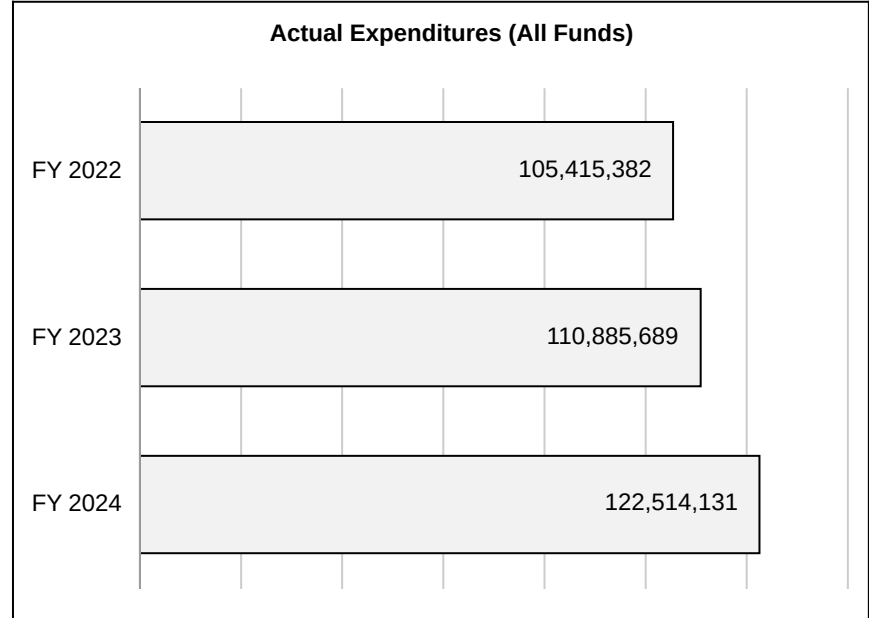 Actual Expenditures (All Funds)
FY 2022
105,415,382
FY 2023
110,885,689
FY 2024
122,514,131